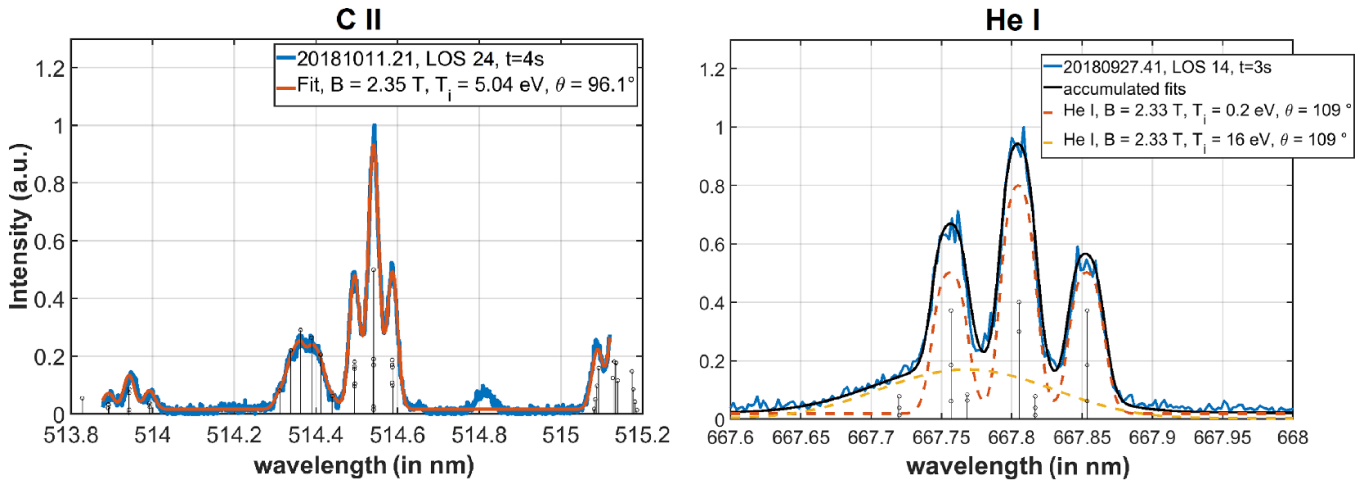 C II
20181011.21, LOS 24, t=4s
Fit, B = 2.35 T, T_i = 5.04 eV, θ = 96.1°
Intensity (a.u.)
1.2
1
0.8
0.6
0.4
0.2
0
513.8 514 514.2 514.4 514.6 514.8 515 515.2
wavelength (in nm)
He I
20180927.41, LOS 14, t=3s
accumulated fits
He I, B = 2.33 T, T_i = 0.2 eV, θ = 109 °
He I, B = 2.33 T, T_i = 16 eV, θ = 109 °
1.2
1
0.8
0.6
0.4
0.2
0
667.6 667.65 667.7 667.75 667.8 667.85 667.9 667.95 668
wavelength (in nm)